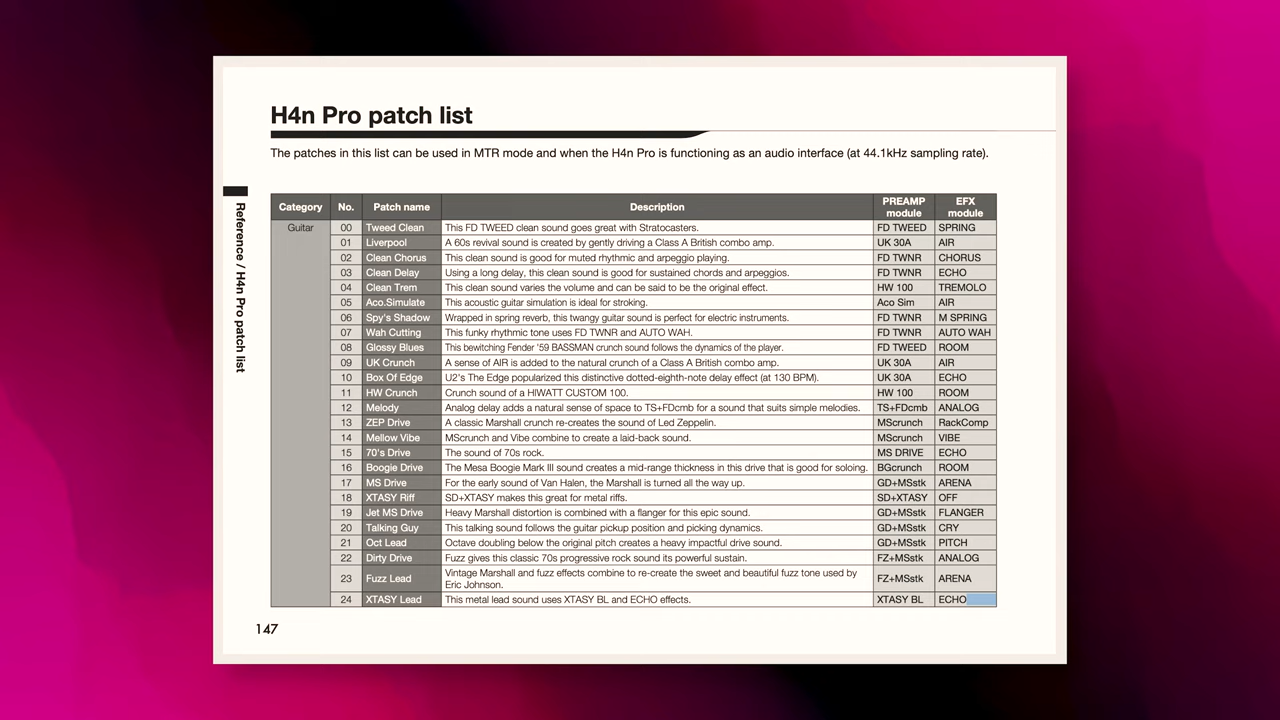 H4n Pro patch list
The patches in this list can be used in MTR mode and when the H4n Pro is functioning as an audio interface (at 44.1kHz sampling rate).
Reference / H4n Pro patch list
Category No. Patch name Description PREAMP module EFX module
Guitar 00 Tweed Clean This FD TWEED clean sound goes great with Stratocasters. FD TWEED SPRING
01 Liverpool A 60s revival sound is created by gently driving a Class A British combo amp. UK 30A AIR
02 Clean Chorus This clean sound is good for muted rhythmic and arpeggio playing. FD TWNR CHORUS
03 Clean Delay Using a long delay, this clean sound is good for sustained chords and arpeggios. FD TWNR ECHO
04 Clean Trem This clean sound varies the volume and can be said to be the original effect. HW 100 TREMOLO
05 Aco.Simulate This acoustic guitar simulation is ideal for stroking. Aco Sim AIR
06 Spy's Shadow Wrapped in spring reverb, this twangy guitar sound is perfect for electric instruments. FD TWNR M SPRING
07 Wah Cutting This funky rhythmic tone uses FD TWNR and AUTO WAH. FD TWNR AUTO WAH
08 Glossy Blues This bewitching Fender '59 BASSMAN crunch sound follows the dynamics of the player. FD TWEED ROOM
09 UK Crunch A sense of AIR is added to the natural crunch of a Class A British combo amp. UK 30A AIR
10 Box Of Edge U2's The Edge popularized this distinctive dotted-eighth-note delay effect (at 130 BPM). UK 30A ECHO
11 HW Crunch Crunch sound of a HIWATT CUSTOM 100. HW 100 ROOM
12 Melody Analog delay adds a natural sense of space to TS+FDcmb for a sound that suits simple melodies. TS+FDcmb ANALOG
13 ZEP Drive A classic Marshall crunch re-creates the sound of Led Zeppelin. MScrunch RackComp
14 Mellow Vibe MScrunch and Vibe combine to create a laid-back sound. MScrunch VIBE
15 70's Drive The sound of 70s rock. MS DRIVE ECHO
16 Boogie Drive The Mesa Boogie Mark III sound creates a mid-range thickness in this drive that is good for soloing. BGcrunch ROOM
17 MS Drive For the early sound of Van Halen, the Marshall is turned all the way up. GD+MSstk ARENA
18 XTASY Riff SD+XTASY makes this great for metal riffs. SD+XTASY OFF
19 Jet MS Drive Heavy Marshall distortion is combined with a flanger for this epic sound. GD+MSstk FLANGER
20 Talking Guy This talking sound follows the guitar pickup position and picking dynamics. GD+MSstk CRY
21 Oct Lead Octave doubling below the original pitch creates a heavy impactful drive sound. GD+MSstk PITCH
22 Dirty Drive Fuzz gives this classic 70s progressive rock sound its powerful sustain. FZ+MSstk ANALOG
23 Fuzz Lead Vintage Marshall and fuzz effects combine to re-create the sweet and beautiful fuzz tone used by Eric Johnson. FZ+MSstk ARENA
24 XTASY Lead This metal lead sound uses XTASY BL and ECHO effects. XTASY BL ECHO
147